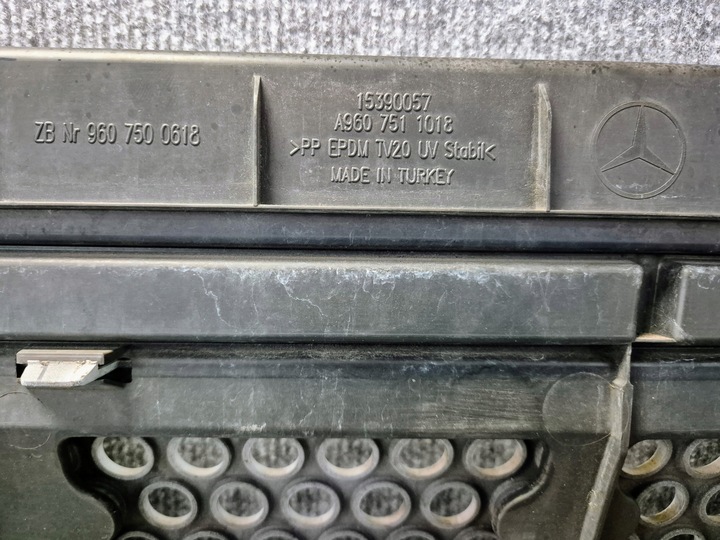 ZB Nr 960 750 0618
15390057
A960 751 1018
>PP EPDM TV20 UV Stabil<
MADE IN TURKEY